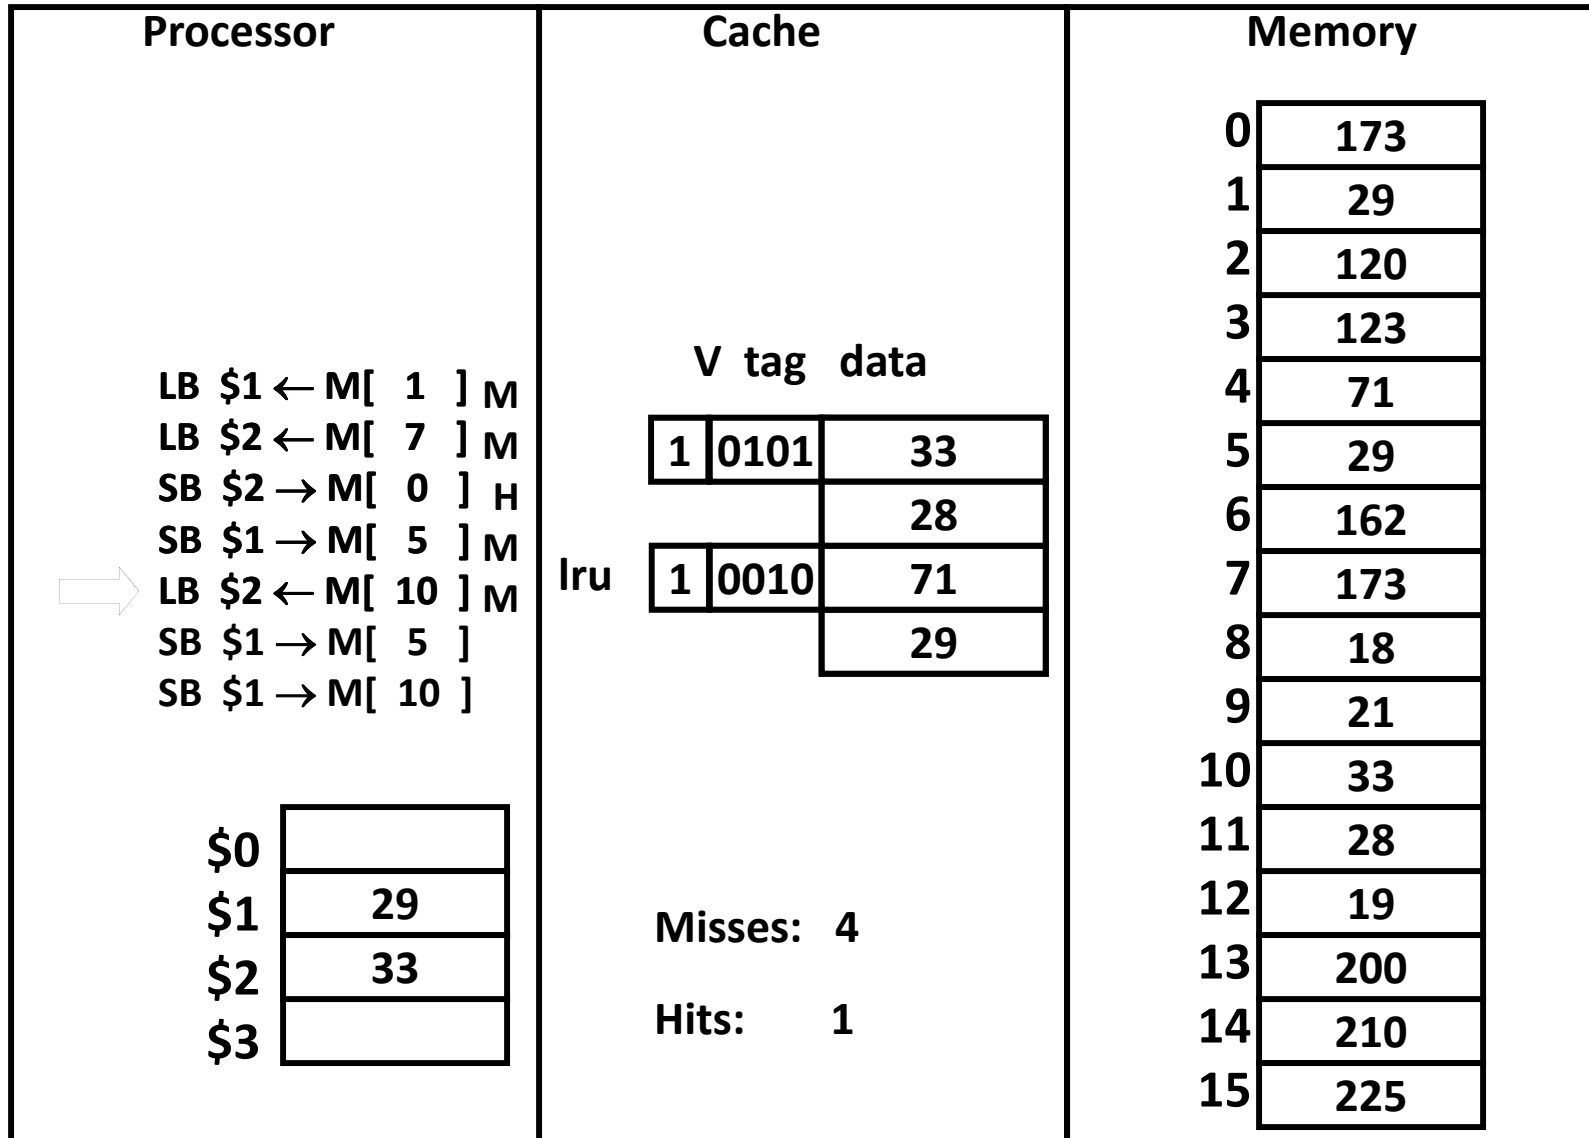 Processor
LB $1 ← M[ 1 ] M
LB $2 ← M[ 7 ] M
SB $2 → M[ 0 ] H
SB $1 → M[ 5 ] M
LB $2 ← M[ 10 ] M
SB $1 → M[ 5 ]
SB $1 → M[ 10 ]
$0
$1 29
$2 33
$3
Cache
V tag data
1 0101 33
28
lru 1 0010 71
29
Misses: 4
Hits: 1
Memory
0 173
1 29
2 120
3 123
4 71
5 29
6 162
7 173
8 18
9 21
10 33
11 28
12 19
13 200
14 210
15 225